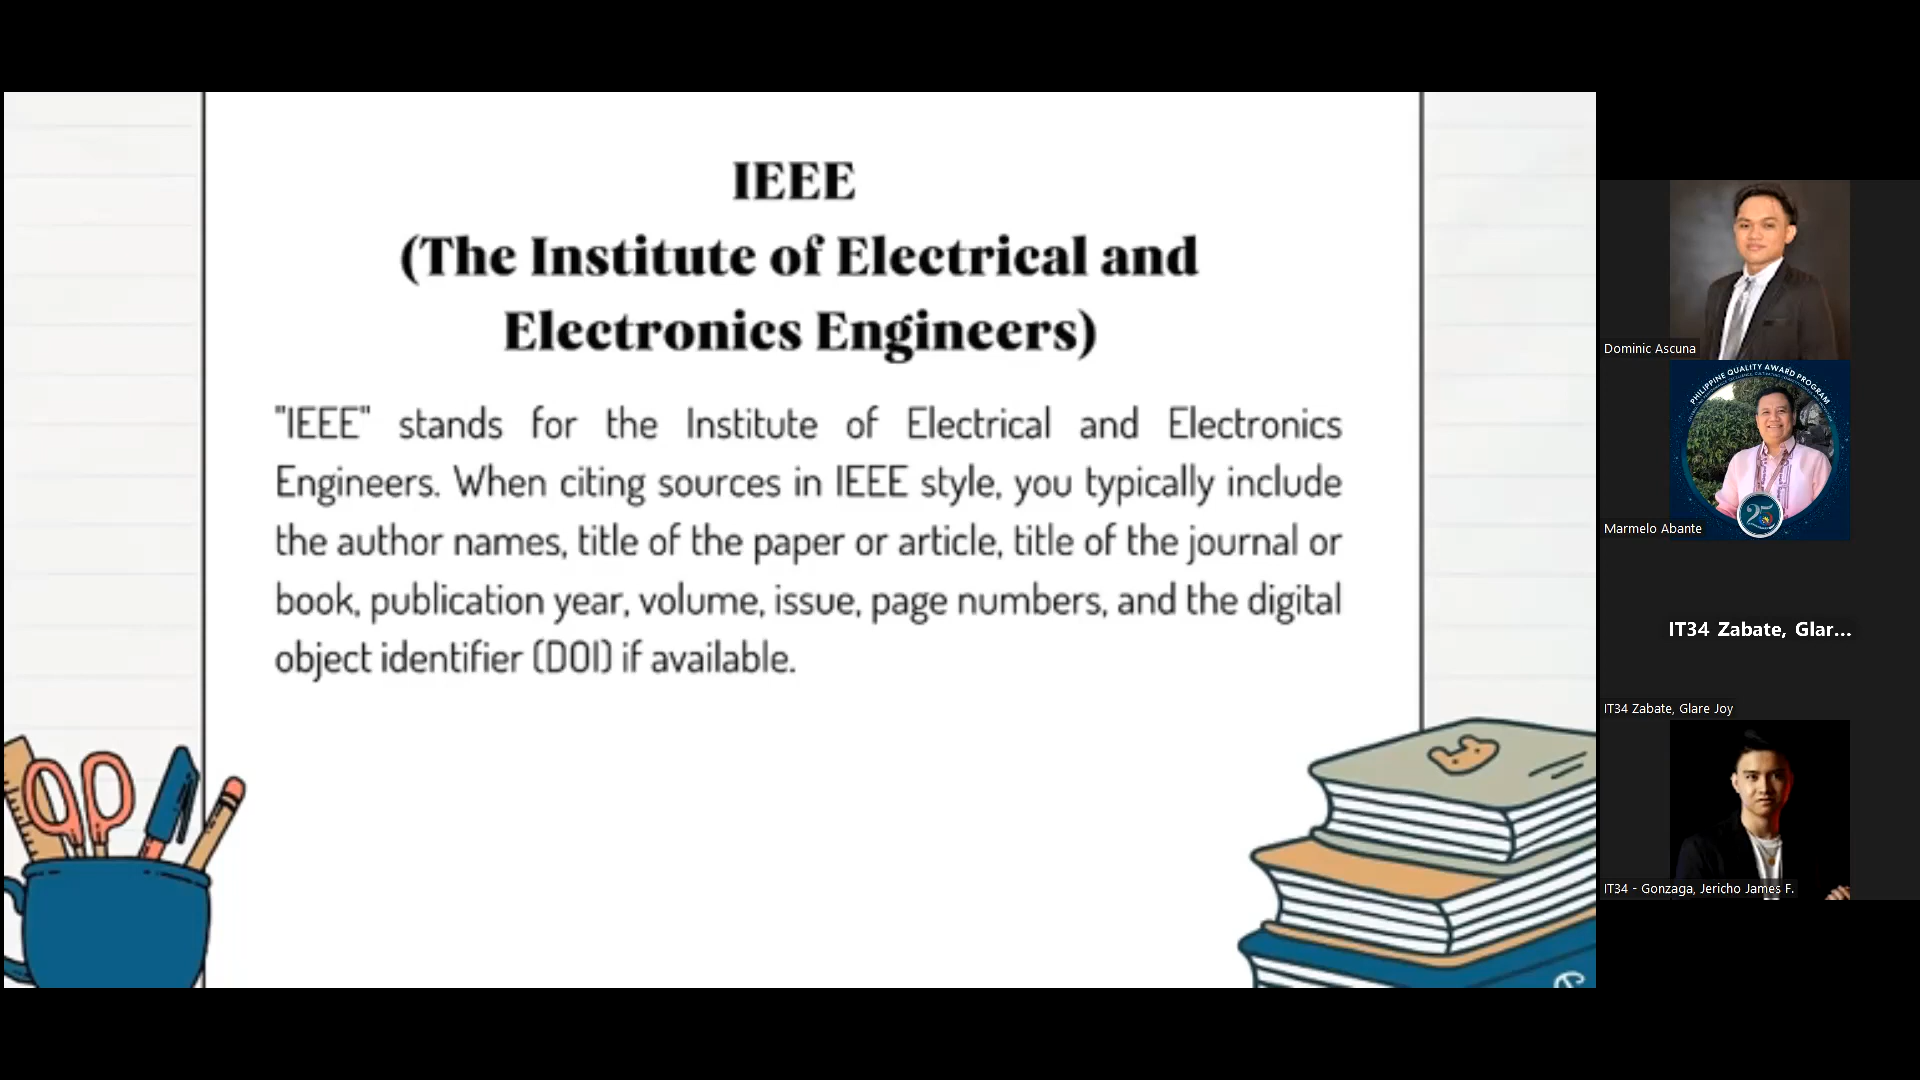 IEEE
(The Institute of Electrical and
Electronics Engineers)
"IEEE" stands for the Institute of Electrical and Electronics
Engineers. When citing sources in IEEE style, you typically include
the author names, title of the paper or article, title of the journal or
book, publication year, volume, issue, page numbers, and the digital
object identifier (DOI) if available.
Dominic Ascuna
PHILIPPINE QUALITY AWARD PROGRAM
25
Marmelo Abante
IT34 Zabate, Glar...
IT34 Zabate, Glare Joy
IT34 - Gonzaga, Jericho James F.